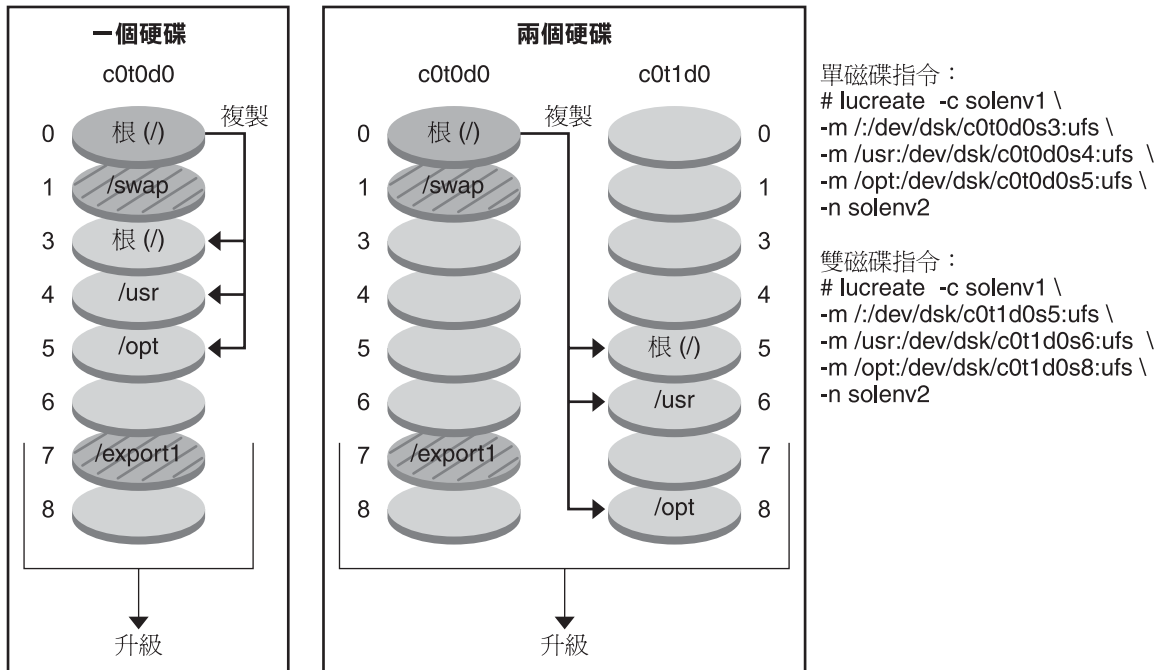 一個硬碟
c0t0d0
複製
0 根 (/)
1 /swap
3 根 (/)
4 /usr
5 /opt
6
7 /export1
8
升級
兩個硬碟
c0t0d0 c0t1d0
複製
0 根 (/) 0
1 /swap 1
3 3
4 4
5 根 (/) 5
6 /usr 6
7 /export1 7
8 /opt 8
升級
單磁碟指令：
# lucreate -c solenv1 \
-m /:/dev/dsk/c0t0d0s3:ufs \
-m /usr:/dev/dsk/c0t0d0s4:ufs \
-m /opt:/dev/dsk/c0t0d0s5:ufs \
-n solenv2
雙磁碟指令：
# lucreate -c solenv1 \
-m /:/dev/dsk/c0t1d0s5:ufs \
-m /usr:/dev/dsk/c0t1d0s6:ufs \
-m /opt:/dev/dsk/c0t1d0s8:ufs \
-n solenv2